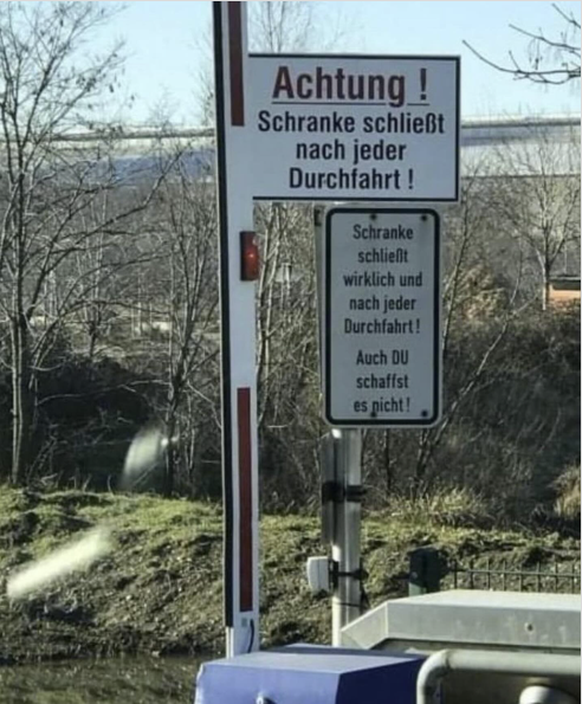 Achtung !
Schranke schließt
nach jeder
Durchfahrt !
Schranke
schließt
wirklich und
nach jeder
Durchfahrt!
Auch DU
schaffst
es nicht!